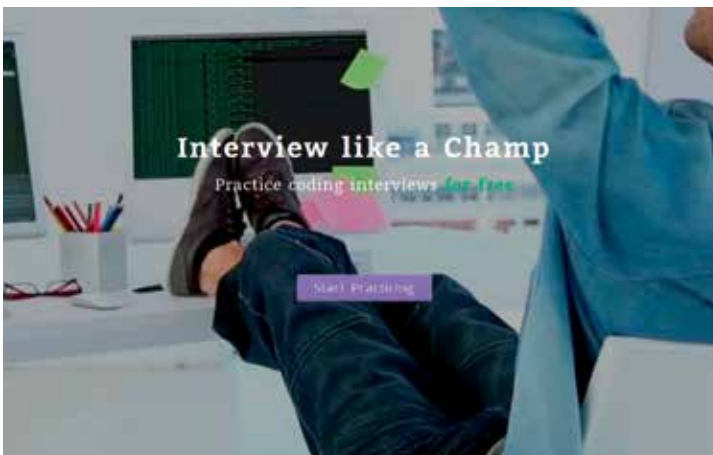 Interview like a Champ
Practice coding interviews for free
Start Practicing